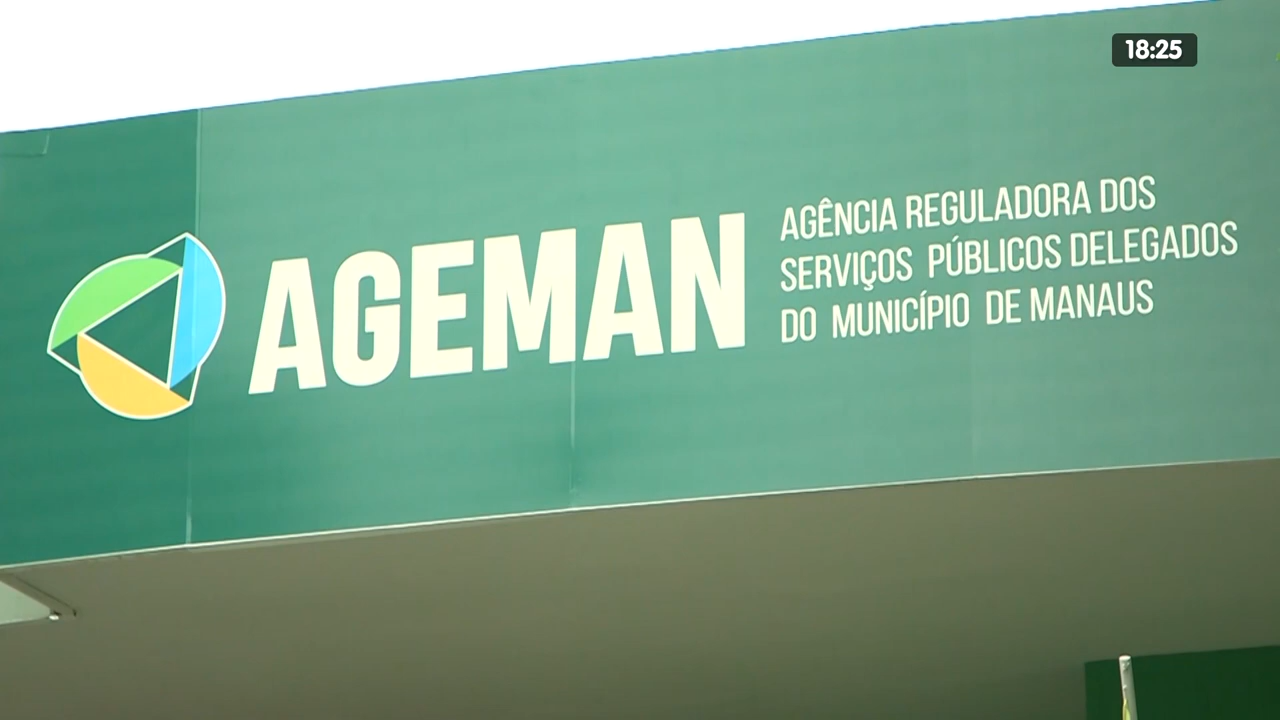 18:25
AGEMAN
AGÊNCIA REGULADORA DOS
SERVIÇOS PÚBLICOS DELEGADOS
DO MUNICÍPIO DE MANAUS